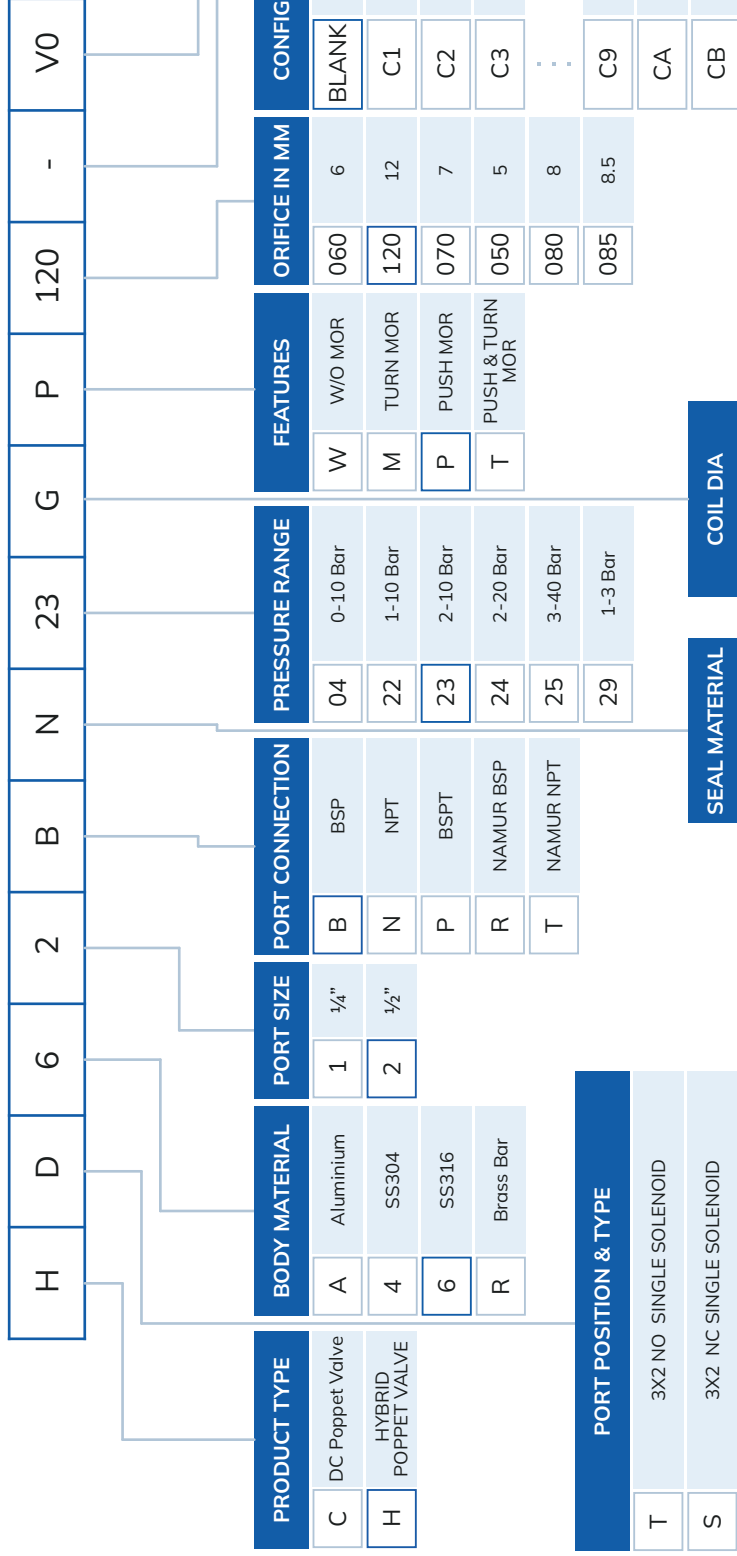 H D 6 2 B N 23 G P 120 - V0
PRODUCT TYPE
C DC Poppet Valve
H HYBRID
POPPET VALVE
BODY MATERIAL
A Aluminium
4 SS304
6 SS316
R Brass Bar
PORT SIZE
1 ¼”
2 ½”
PORT CONNECTION
B BSP
N NPT
P BSPT
R NAMUR BSP
T NAMUR NPT
PRESSURE RANGE
04 0-10 Bar
22 1-10 Bar
23 2-10 Bar
24 2-20 Bar
25 3-40 Bar
29 1-3 Bar
FEATURES
W W/O MOR
M TURN MOR
P PUSH MOR
T PUSH & TURN
MOR
ORIFICE IN MM
060 6
120 12
070 7
050 5
080 8
085 8.5
CONFIG
BLANK
C1
C2
C3
...
C9
CA
CB
PORT POSITION & TYPE
T 3X2 NO SINGLE SOLENOID
S 3X2 NC SINGLE SOLENOID
SEAL MATERIAL
COIL DIA